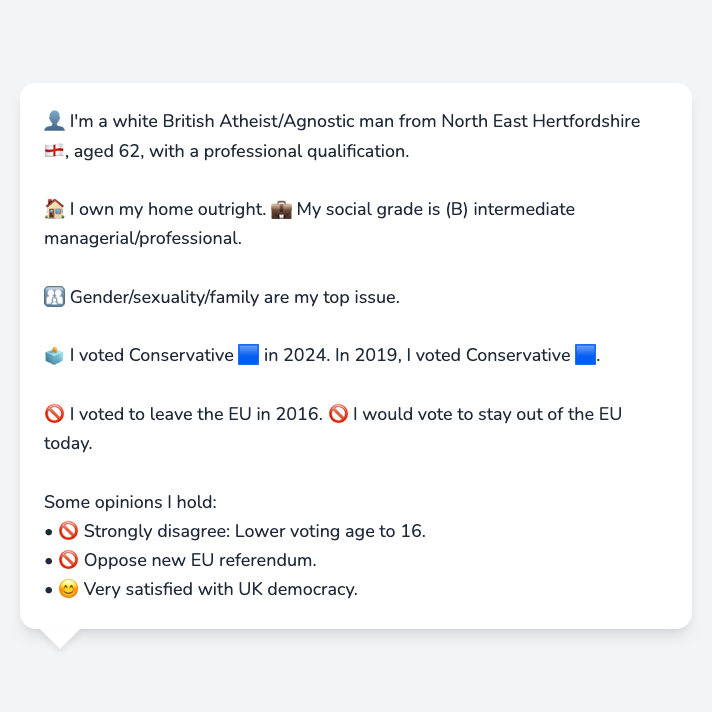 👤 I'm a white British Atheist/Agnostic man from North East Hertfordshire
🏴󠁧󠁢󠁥󠁮󠁧󠁿, aged 62, with a professional qualification.
🏠 I own my home outright. 💼 My social grade is (B) intermediate
managerial/professional.
🚻 Gender/sexuality/family are my top issue.
🗳️ I voted Conservative 🟦 in 2024. In 2019, I voted Conservative 🟦.
🚫 I voted to leave the EU in 2016. 🚫 I would vote to stay out of the EU
today.
Some opinions I hold:
• 🚫 Strongly disagree: Lower voting age to 16.
• 🚫 Oppose new EU referendum.
• 😊 Very satisfied with UK democracy.